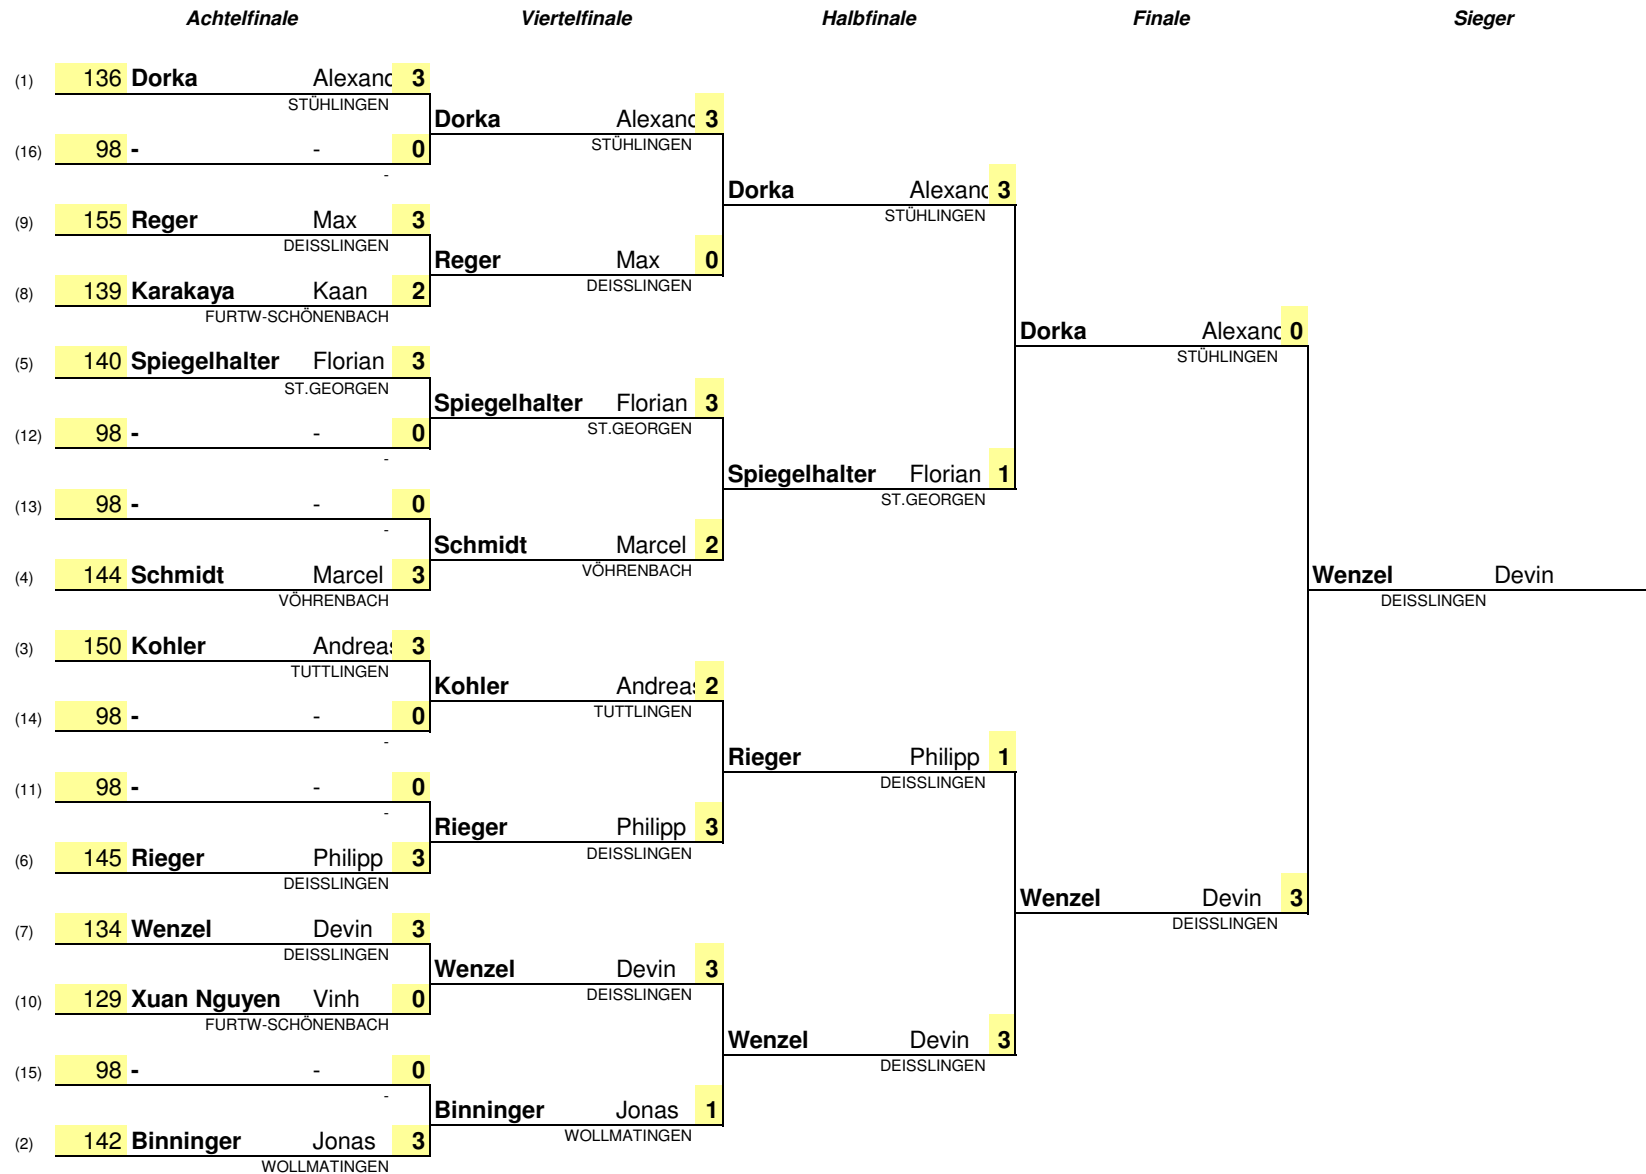 Achtelfinale Viertelfinale Halbfinale Finale Sieger
(1) 136 Dorka Alexand 3
STÜHLINGEN
Dorka Alexand 3
STÜHLINGEN
(16) 98 - - 0
-
Dorka Alexand 3
STÜHLINGEN
(9) 155 Reger Max 3
DEISSLINGEN
Reger Max 0
DEISSLINGEN
(8) 139 Karakaya Kaan 2
FURTW-SCHÖNENBACH
Dorka Alexand 0
STÜHLINGEN
(5) 140 Spiegelhalter Florian 3
ST.GEORGEN
Spiegelhalter Florian 3
ST.GEORGEN
(12) 98 - - 0
-
Spiegelhalter Florian 1
ST.GEORGEN
(13) 98 - - 0
-
Schmidt Marcel 2
VÖHRENBACH
(4) 144 Schmidt Marcel 3
VÖHRENBACH
Wenzel Devin
DEISSLINGEN
(3) 150 Kohler Andreas 3
TUTTLINGEN
Kohler Andreas 2
TUTTLINGEN
(14) 98 - - 0
-
Rieger Philipp 1
DEISSLINGEN
(11) 98 - - 0
-
Rieger Philipp 3
DEISSLINGEN
(6) 145 Rieger Philipp 3
DEISSLINGEN
Wenzel Devin 3
DEISSLINGEN
(7) 134 Wenzel Devin 3
DEISSLINGEN
Wenzel Devin 3
DEISSLINGEN
(10) 129 Xuan Nguyen Vinh 0
FURTW-SCHÖNENBACH
Wenzel Devin 3
DEISSLINGEN
(15) 98 - - 0
-
Binninger Jonas 1
WOLLMATINGEN
(2) 142 Binninger Jonas 3
WOLLMATINGEN